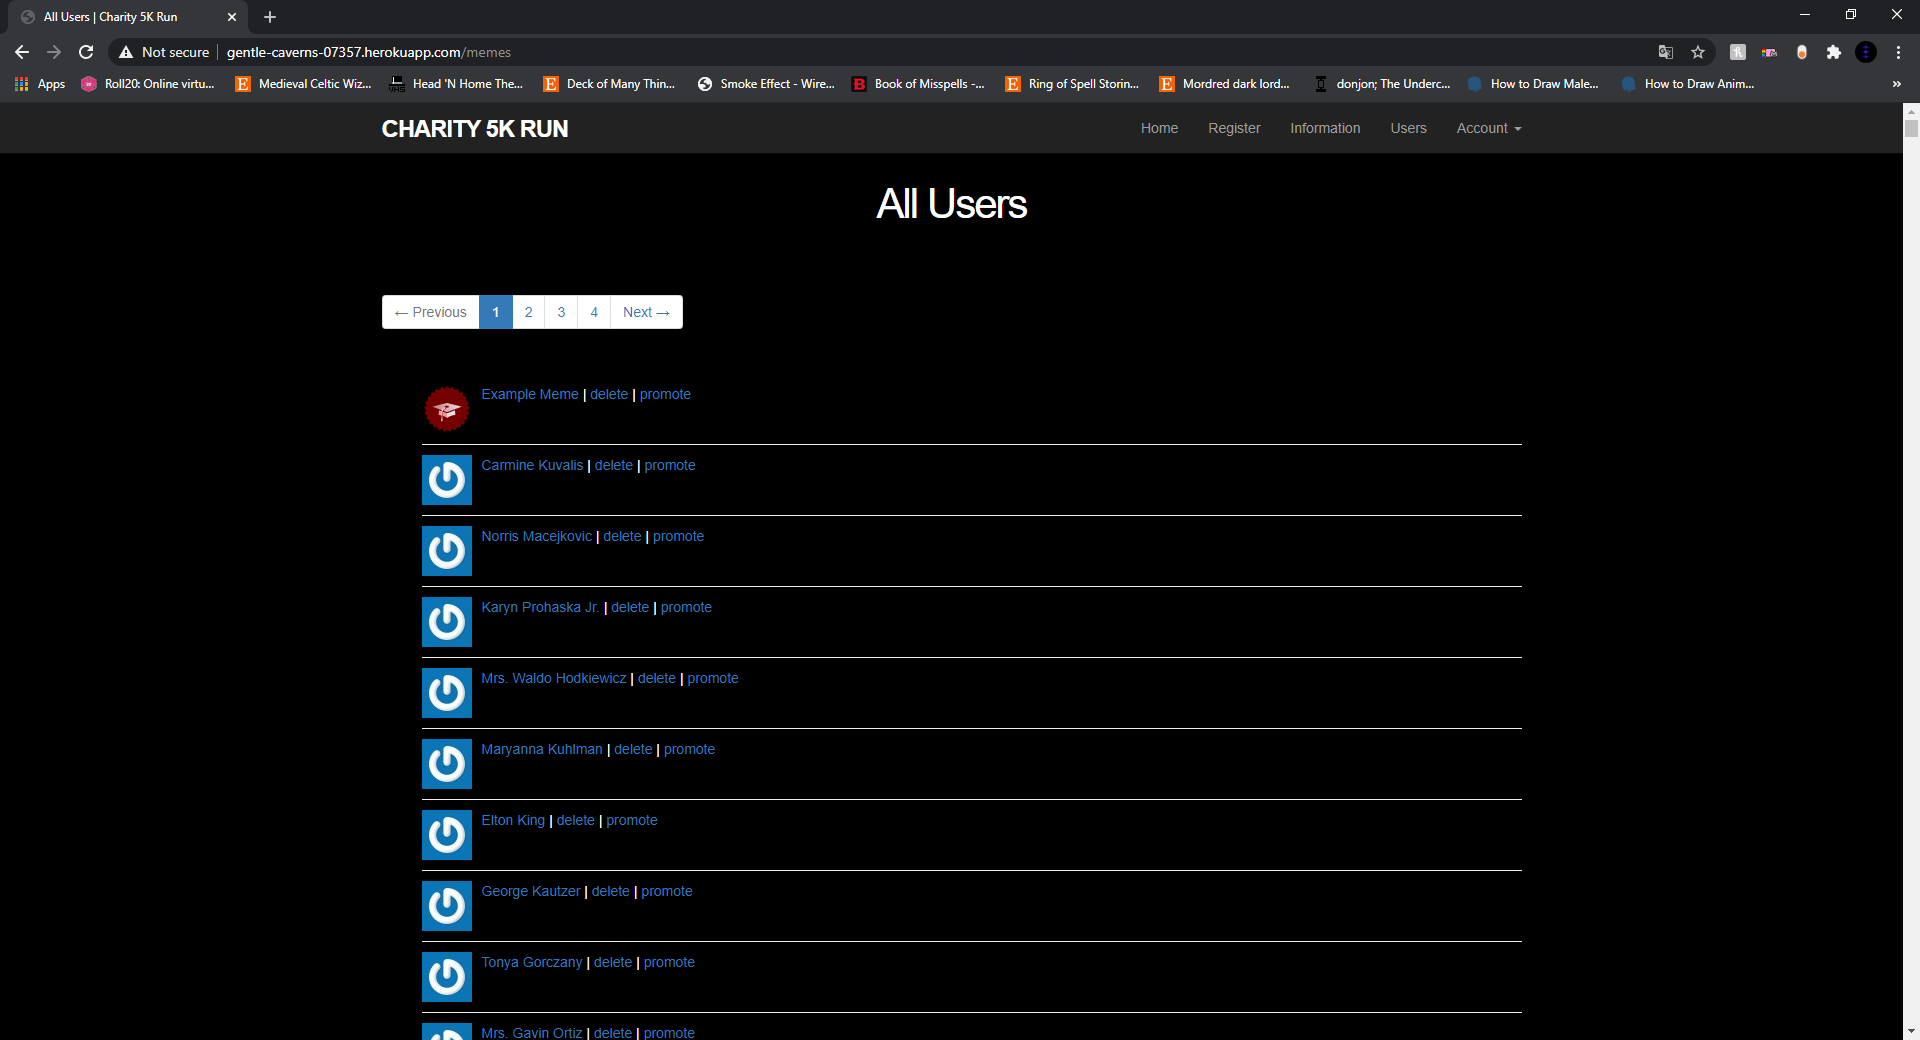 All Users | Charity 5K Run
Not secure | gentle-caverns-07357.herokuapp.com/memes
Apps Roll20: Online virtu... Medieval Celtic Wiz... Head 'N Home The... Deck of Many Thin... Smoke Effect - Wire... Book of Misspells -... Ring of Spell Storin... Mordred dark lord... donjon; The Underc... How to Draw Male... How to Draw Anim... »
CHARITY 5K RUN Home Register Information Users Account
All Users
← Previous 1 2 3 4 Next →
Example Meme | delete | promote
Carmine Kuvalis | delete | promote
Norris Macejkovic | delete | promote
Karyn Prohaska Jr. | delete | promote
Mrs. Waldo Hodkiewicz | delete | promote
Maryanna Kuhlman | delete | promote
Elton King | delete | promote
George Kautzer | delete | promote
Tonya Gorczany | delete | promote
Mrs. Gavin Ortiz | delete | promote